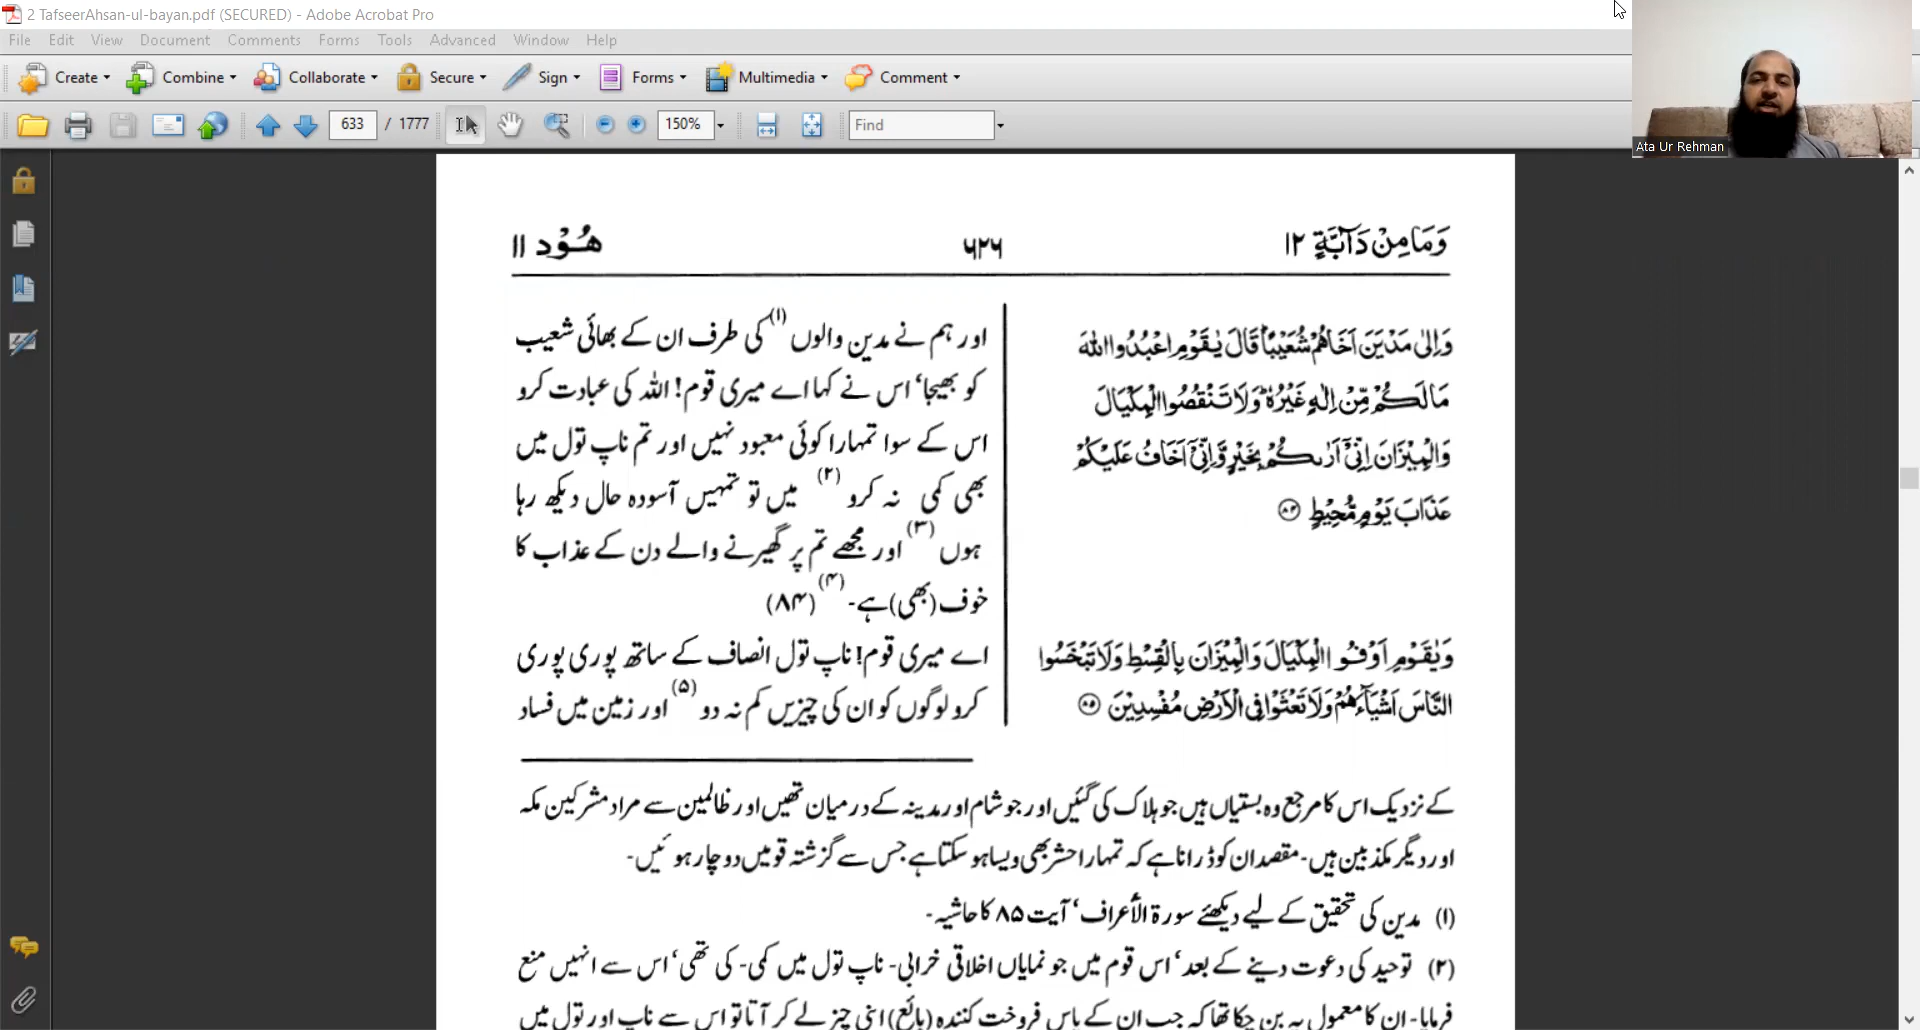 2 TafseerAhsan-ul-bayan.pdf (SECURED) - Adobe Acrobat Pro
File Edit View Document Comments Forms Tools Advanced Window Help
Create Combine Collaborate Secure Sign Forms Multimedia Comment
633 / 1777 150% Find
Ata Ur Rehman
وَمَا مِنْ دَآبَّةٍ ١٢ ٦٢٦ هُوْد ١١
وَاِلٰى مَدْيَنَ اَخَاهُمْ شُعَيْبًا ۚ قَالَ يٰقَوْمِ اعْبُدُوا اللهَ
مَا لَكُمْ مِّنْ اِلٰهٍ غَيْرُهٗ ۭ وَلَا تَنْقُصُوا الْمِكْيَالَ
وَالْمِيْزَانَ اِنِّىْٓ اَرٰىكُمْ بِخَيْرٍ وَّاِنِّىْٓ اَخَافُ عَلَيْكُمْ
عَذَابَ يَوْمٍ مُّحِيْطٍ ۝۸۴
وَيٰقَوْمِ اَوْفُوا الْمِكْيَالَ وَالْمِيْزَانَ بِالْقِسْطِ وَلَا تَبْخَسُوا
النَّاسَ اَشْيَآءَهُمْ وَلَا تَعْثَوْا فِى الْاَرْضِ مُفْسِدِيْنَ ۝۸۵
اور ہم نے مدین والوں (۱) کی طرف ان کے بھائی شعیب
کو بھیجا، اس نے کہا اے میری قوم! اللہ کی عبادت کرو
اس کے سوا تمہارا کوئی معبود نہیں اور تم ناپ تول میں
بھی کمی نہ کرو (۲) میں تو تمہیں آسودہ حال دیکھ رہا
ہوں (۳) اور مجھے تم پر گھیرنے والے دن کے عذاب کا
خوف (بھی) ہے۔ (۴) (۸۴)
اے میری قوم! ناپ تول انصاف کے ساتھ پوری پوری
کرو لوگوں کو ان کی چیزیں کم نہ دو (۵) اور زمین میں فساد
کے نزدیک اس کا مرجع وہ بستیاں ہیں جو ہلاک کی گئیں اور جو شام اور مدینہ کے درمیان تھیں اور ظالمین سے مراد مشرکین مکہ
اور دیگر مکذبین ہیں۔ مقصد ان کو ڈرانا ہے کہ تمہارا حشر بھی ویسا ہو سکتا ہے جس سے گزشتہ قومیں دوچار ہوئیں۔
(۱) مدین کی تحقیق کے لیے دیکھئے سورۃ الأعراف، آیت ۸۵ کا حاشیہ۔
(۲) توحید کی دعوت دینے کے بعد، اس قوم میں جو نمایاں اخلاقی خرابی۔ ناپ تول میں کمی۔ کی تھی، اس سے انہیں منع
فرمایا۔ ان کا معمول یہ بن چکا تھا کہ جب ان کے پاس فروخت کنندہ (بائع) اپنی چیز لے کر آتا تو اس سے ناپ اور تول میں